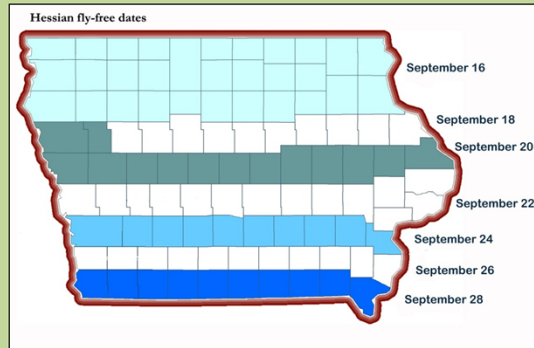 Hessian fly-free dates
September 16
September 18
September 20
September 22
September 24
September 26
September 28